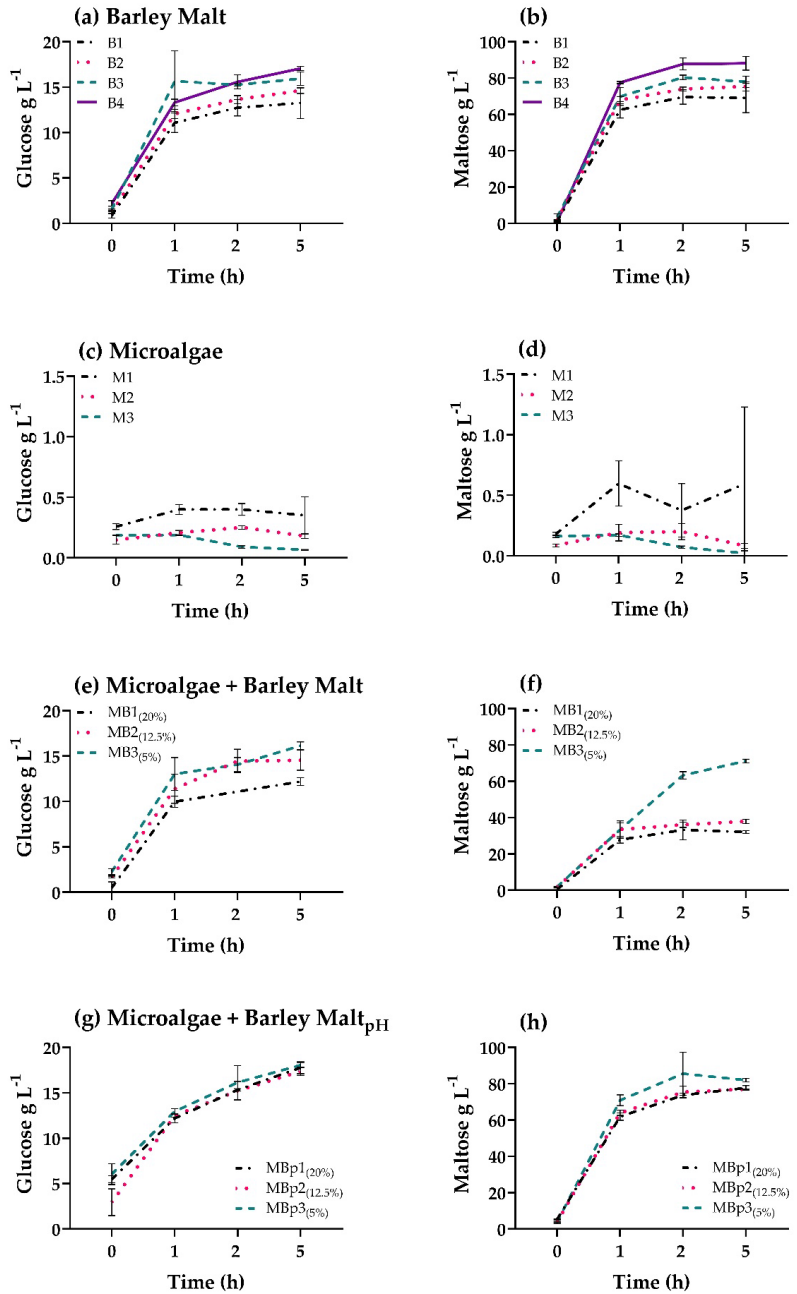 (a) Barley Malt
B1
B2
B3
B4
20
15
10
5
0
Glucose g L-1
0 1 2 5
Time (h)
(b)
B1
B2
B3
B4
100
80
60
40
20
0
Maltose g L-1
0 1 2 5
Time (h)
(c) Microalgae
M1
M2
M3
1.5
1.0
0.5
0.0
Glucose g L-1
0 1 2 5
Time (h)
(d)
M1
M2
M3
1.5
1.0
0.5
0.0
Maltose g L-1
0 1 2 5
Time (h)
(e) Microalgae + Barley Malt
MB1(20%)
MB2(12.5%)
MB3(5%)
20
15
10
5
0
Glucose g L-1
0 1 2 5
Time (h)
(f)
MB1(20%)
MB2(12.5%)
MB3(5%)
100
80
60
40
20
0
Maltose g L-1
0 1 2 5
Time (h)
(g) Microalgae + Barley MaltpH
20
15
10
5
0
Glucose g L-1
MBp1(20%)
MBp2(12.5%)
MBp3(5%)
0 1 2 5
Time (h)
(h)
100
80
60
40
20
0
Maltose g L-1
MBp1(20%)
MBp2(12.5%)
MBp3(5%)
0 1 2 5
Time (h)